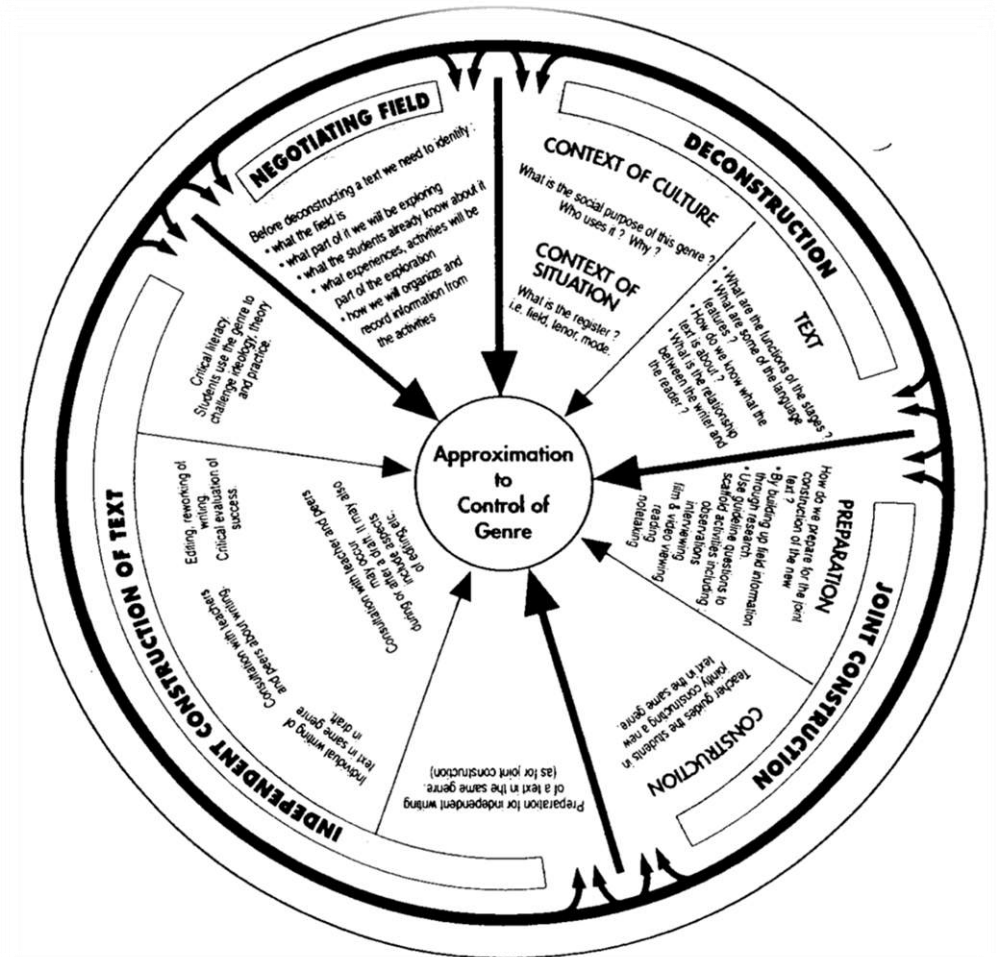 NEGOTIATING FIELD
Before deconstructing a text we need to identify :
• what the field is
• what part of it we will be exploring
• what the students already know about it
• what experiences, activities will be
part of the exploration
• how we will organize and
record information from
the activities
DECONSTRUCTION
CONTEXT OF CULTURE
What is the social purpose of this genre ?
Who uses it ? Why ?
CONTEXT OF
SITUATION
What is the register ?
i.e. field, tenor, mode.
TEXT
• What are the functions of the stages ?
• What are some of the language
features ?
• How do we know what the
text is about ?
• What is the relationship
between the writer and
the reader ?
JOINT CONSTRUCTION
PREPARATION
How do we prepare for the joint
construction of the new
text ?
• By building up field information
through research.
• Use guideline questions to
scaffold activities including :
observations
interviewing
film & video viewing
reading
notetaking
CONSTRUCTION
Teacher guides the students in
jointly constructing a new
text in the same genre.
INDEPENDENT CONSTRUCTION OF TEXT
Preparation for independent writing
of a text in the same genre.
(as for joint construction)
Individual writing of
text in same genre
in draft.
Consultation with teachers
and peers about writing.
Consultation with teacher and peers
may occur
during or after a draft. It may also
include aspects
of editing, etc.
Editing, reworking of
writing.
Critical evaluation of
success.
Critical literacy.
Students use the genre to
challenge ideology, theory
and practice.
Approximation
to
Control of
Genre